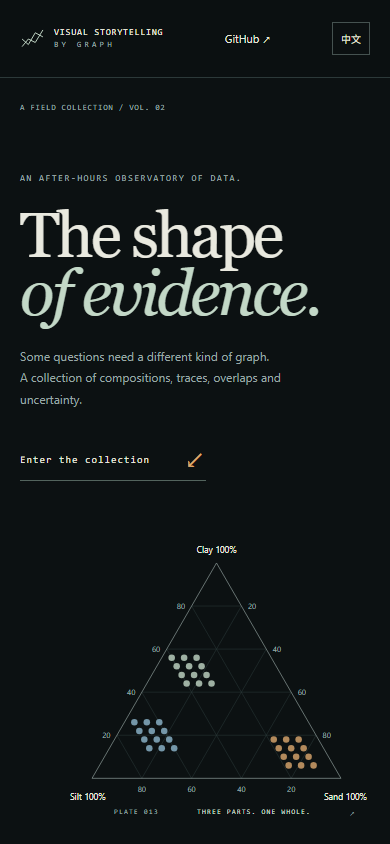 VISUAL STORYTELLING
BY GRAPH
GitHub ↗
中文
A FIELD COLLECTION / VOL. 02
AN AFTER-HOURS OBSERVATORY OF DATA.
The shape
of evidence.
Some questions need a different kind of graph.
A collection of compositions, traces, overlaps and
uncertainty.
Enter the collection ↙
Clay 100%
80 20
60 40
40 60
20 80
80 60 40 20
Silt 100% Sand 100%
PLATE 013 THREE PARTS. ONE WHOLE. ↗